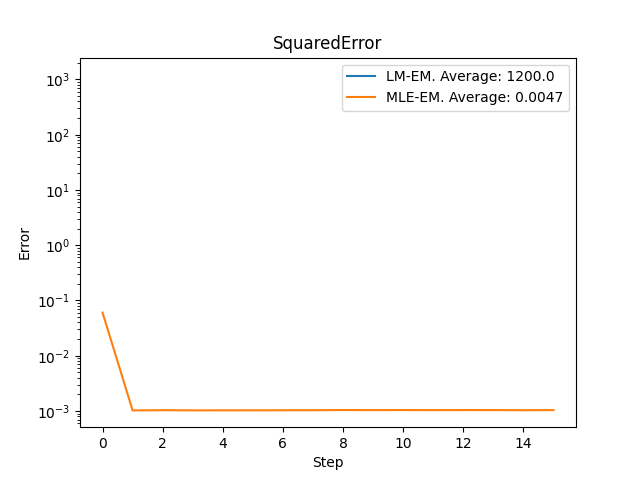 SquaredError
LM-EM. Average: 1200.0
MLE-EM. Average: 0.0047
10³
10²
10¹
10⁰
10⁻¹
10⁻²
10⁻³
Error
0 2 4 6 8 10 12 14
Step